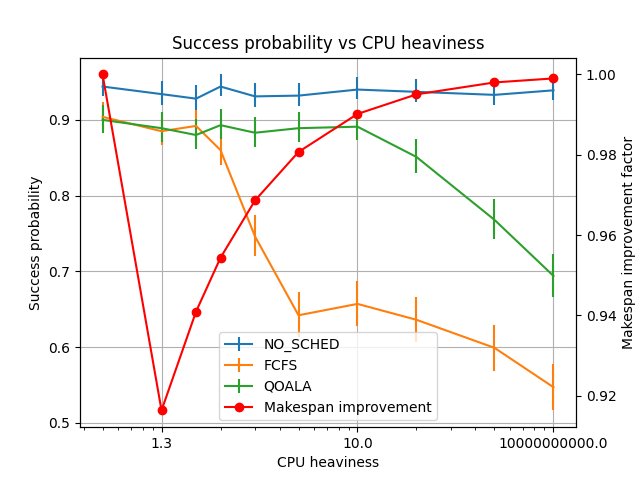 Success probability vs CPU heaviness
Success probability
0.9
0.8
0.7
0.6
0.5
1.00
0.98
0.96
0.94
0.92
Makespan improvement factor
NO_SCHED
FCFS
QOALA
Makespan improvement
1.3
10.0
10000000000.0
CPU heaviness